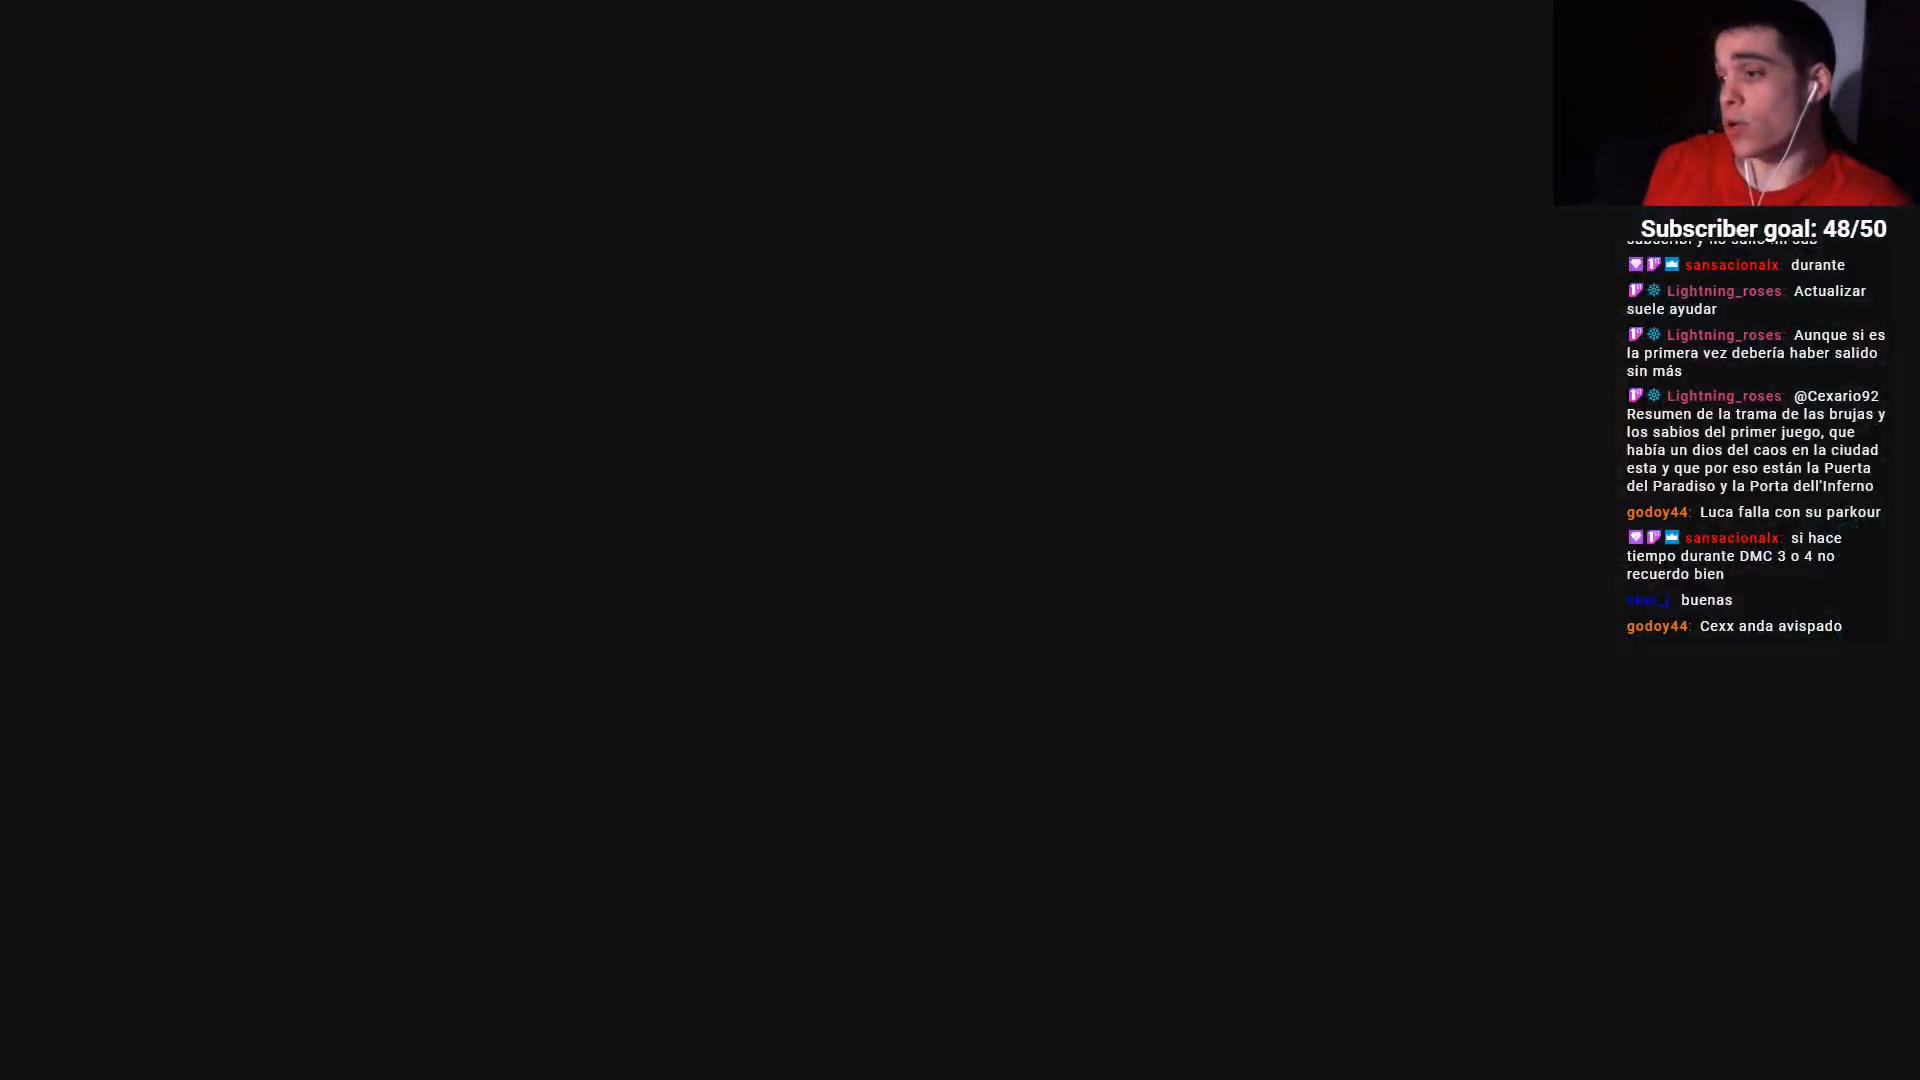 Subscriber goal: 48/50
sansacionalx: durante
Lightning_roses: Actualizar
suele ayudar
Lightning_roses: Aunque si es
la primera vez debería haber salido
sin más
Lightning_roses: @Cexario92
Resumen de la trama de las brujas y
los sabios del primer juego, que
había un dios del caos en la ciudad
esta y que por eso están la Puerta
del Paradiso y la Porta dell'Inferno
godoy44: Luca falla con su parkour
sansacionalx: si hace
tiempo durante DMC 3 o 4 no
recuerdo bien
buenas
godoy44: Cexx anda avispado